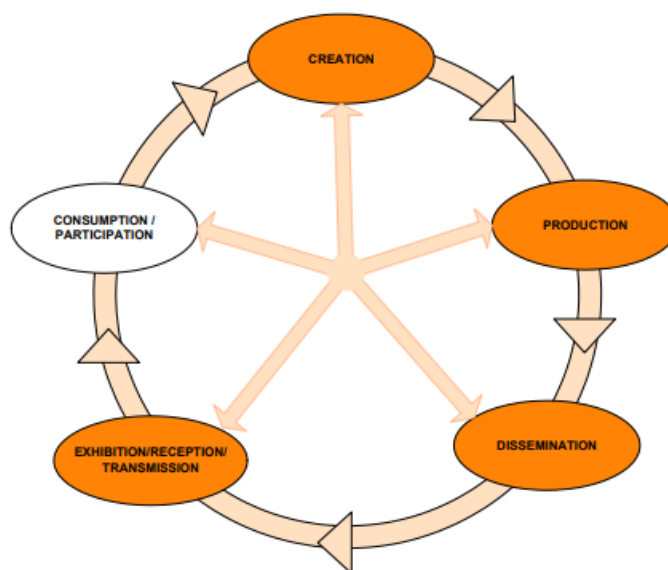 CREATION
CONSUMPTION /
PARTICIPATION
PRODUCTION
EXHIBITION/RECEPTION/
TRANSMISSION
DISSEMINATION